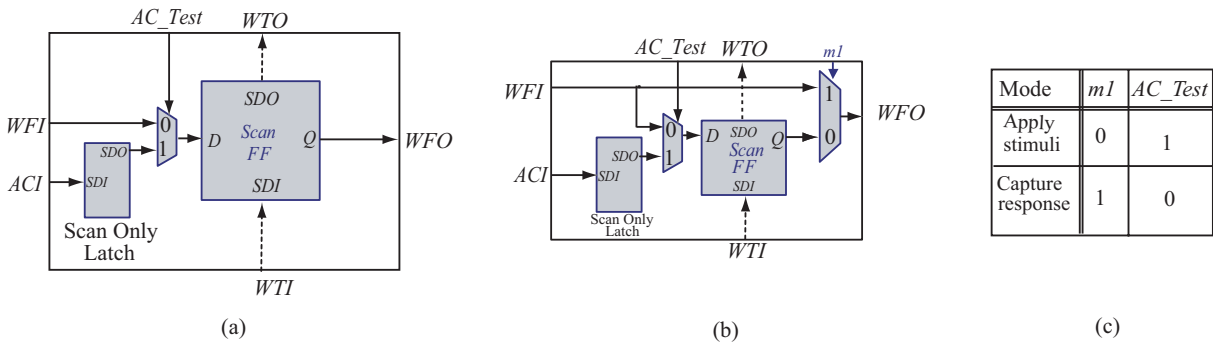 AC_Test
WTO
WFI
0
1
SDO
SDI
ACI
Scan Only
Latch
SDO
Scan
FF
D
Q
SDI
WFO
WTI
(a)
AC_Test
WTO
m1
WFI
1
0
WFO
0
1
SDO
SDI
ACI
Scan Only
Latch
SDO
Scan
FF
D
Q
SDI
WTI
(b)
Mode m1 AC_Test
Apply
stimuli 0 1
Capture
response 1 0
(c)